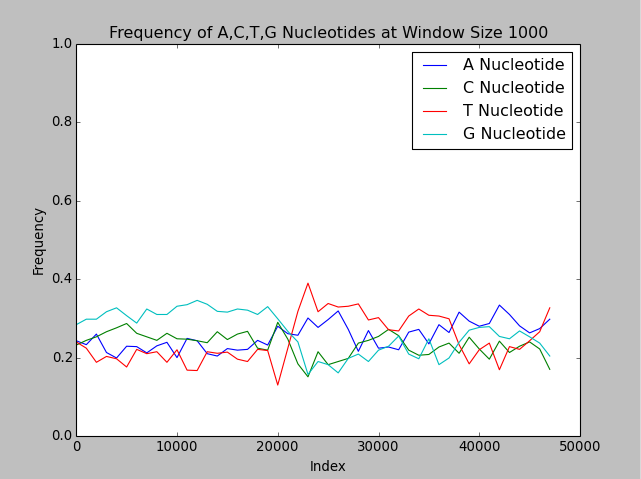 Frequency of A,C,T,G Nucleotides at Window Size 1000
1.0
0.8
0.6
0.4
0.2
0.0
Frequency
A Nucleotide
C Nucleotide
T Nucleotide
G Nucleotide
0 10000 20000 30000 40000 50000
Index